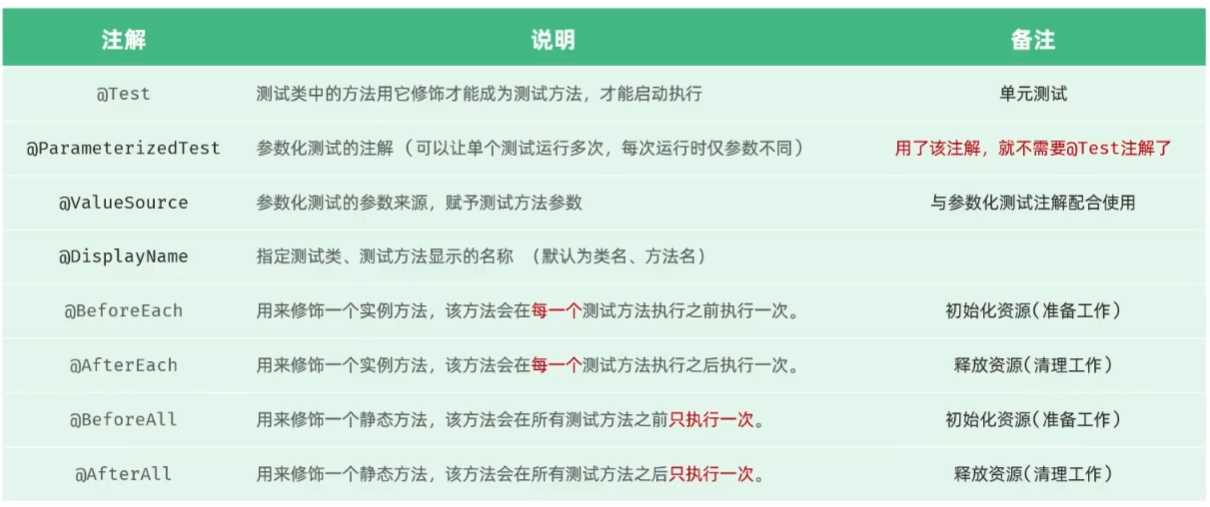 注解 说明 备注
@Test 测试类中的方法用它修饰才能成为测试方法，才能启动执行 单元测试
@ParameterizedTest 参数化测试的注解（可以让单个测试运行多次，每次运行时仅参数不同） 用了该注解，就不需要@Test注解了
@ValueSource 参数化测试的参数来源，赋予测试方法参数 与参数化测试注解配合使用
@DisplayName 指定测试类、测试方法显示的名称 （默认为类名、方法名）
@BeforeEach 用来修饰一个实例方法，该方法会在每一个测试方法执行之前执行一次。 初始化资源(准备工作)
@AfterEach 用来修饰一个实例方法，该方法会在每一个测试方法执行之后执行一次。 释放资源(清理工作)
@BeforeAll 用来修饰一个静态方法，该方法会在所有测试方法之前只执行一次。 初始化资源(准备工作)
@AfterAll 用来修饰一个静态方法，该方法会在所有测试方法之后只执行一次。 释放资源(清理工作)